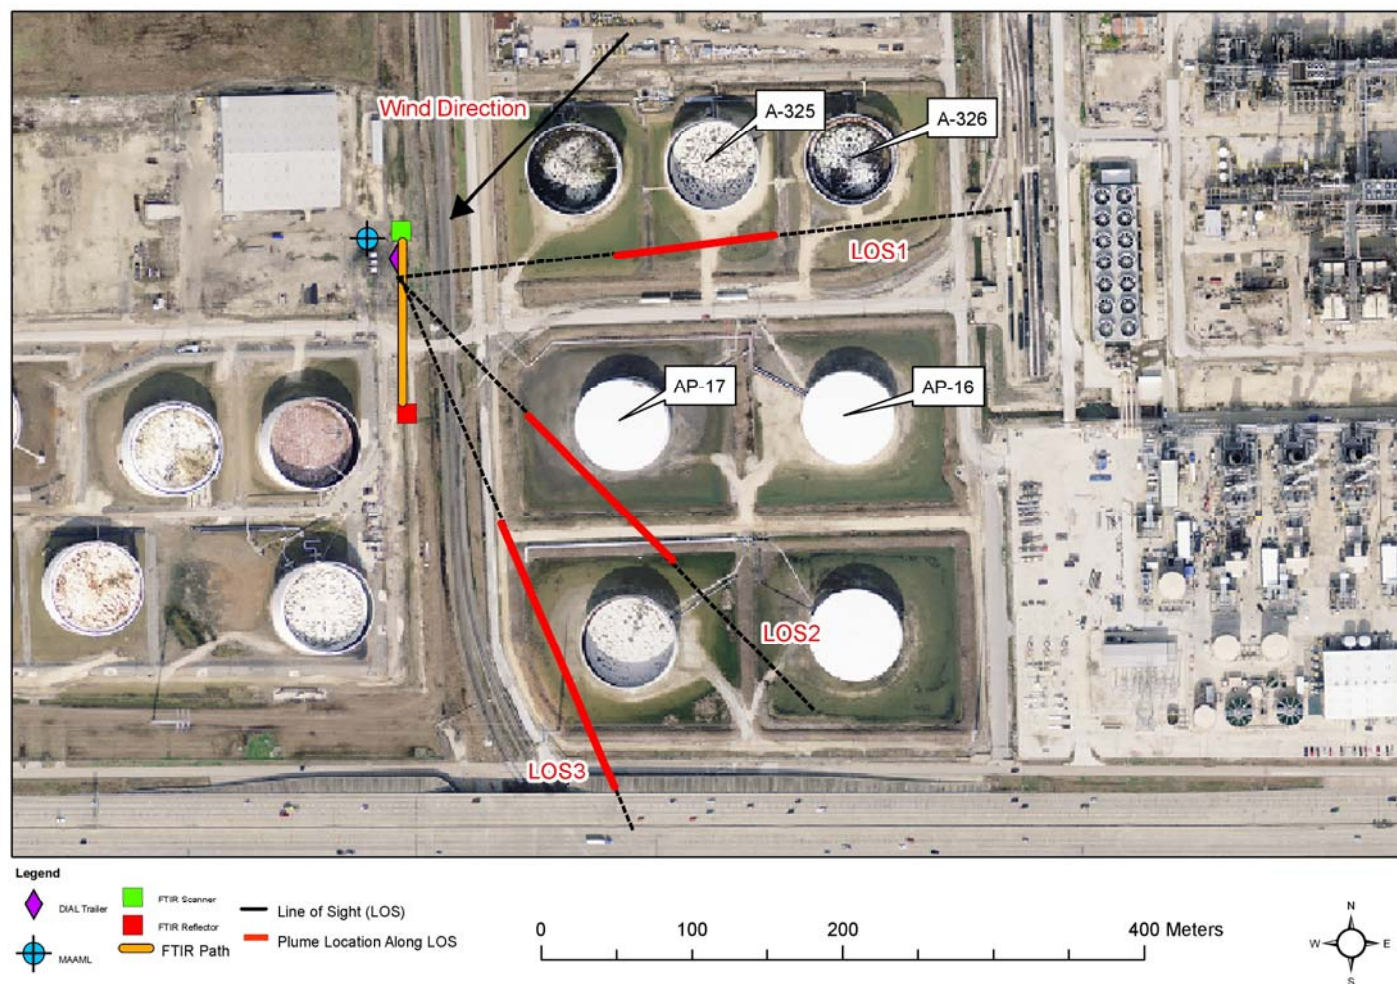 Wind Direction
A-325
A-326
LOS1
AP-17
AP-16
LOS2
LOS3
Legend
DIAL Trailer
MAAML
FTIR Scanner
FTIR Reflector
FTIR Path
Line of Sight (LOS)
Plume Location Along LOS
0 100 200 400 Meters
N
W E
S